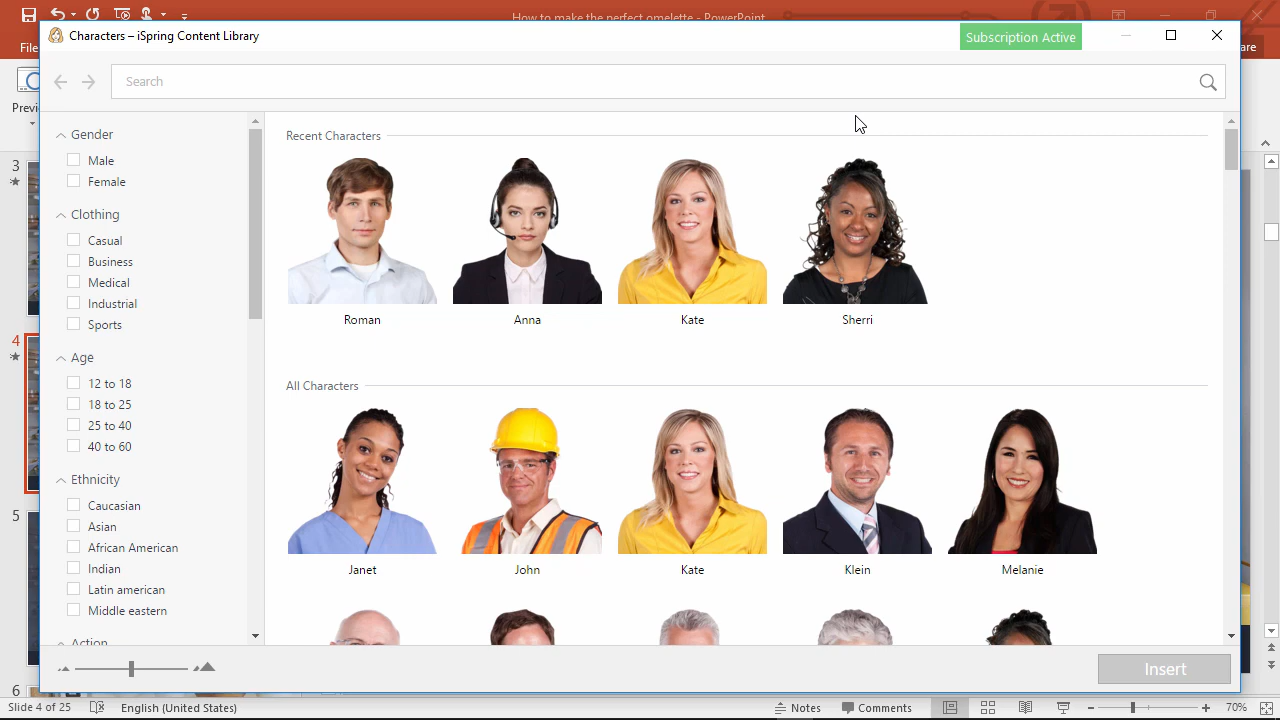 How to make the perfect omelette - PowerPoint
Characters – iSpring Content Library
Subscription Active
File
Search
Gender
Male
Female
Clothing
Casual
Business
Medical
Industrial
Sports
Age
12 to 18
18 to 25
25 to 40
40 to 60
Ethnicity
Caucasian
Asian
African American
Indian
Latin american
Middle eastern
Action
Recent Characters
Roman
Anna
Kate
Sherri
All Characters
Janet
John
Kate
Klein
Melanie
Insert
3
4
5
6
Slide 4 of 25
English (United States)
Notes
Comments
70%